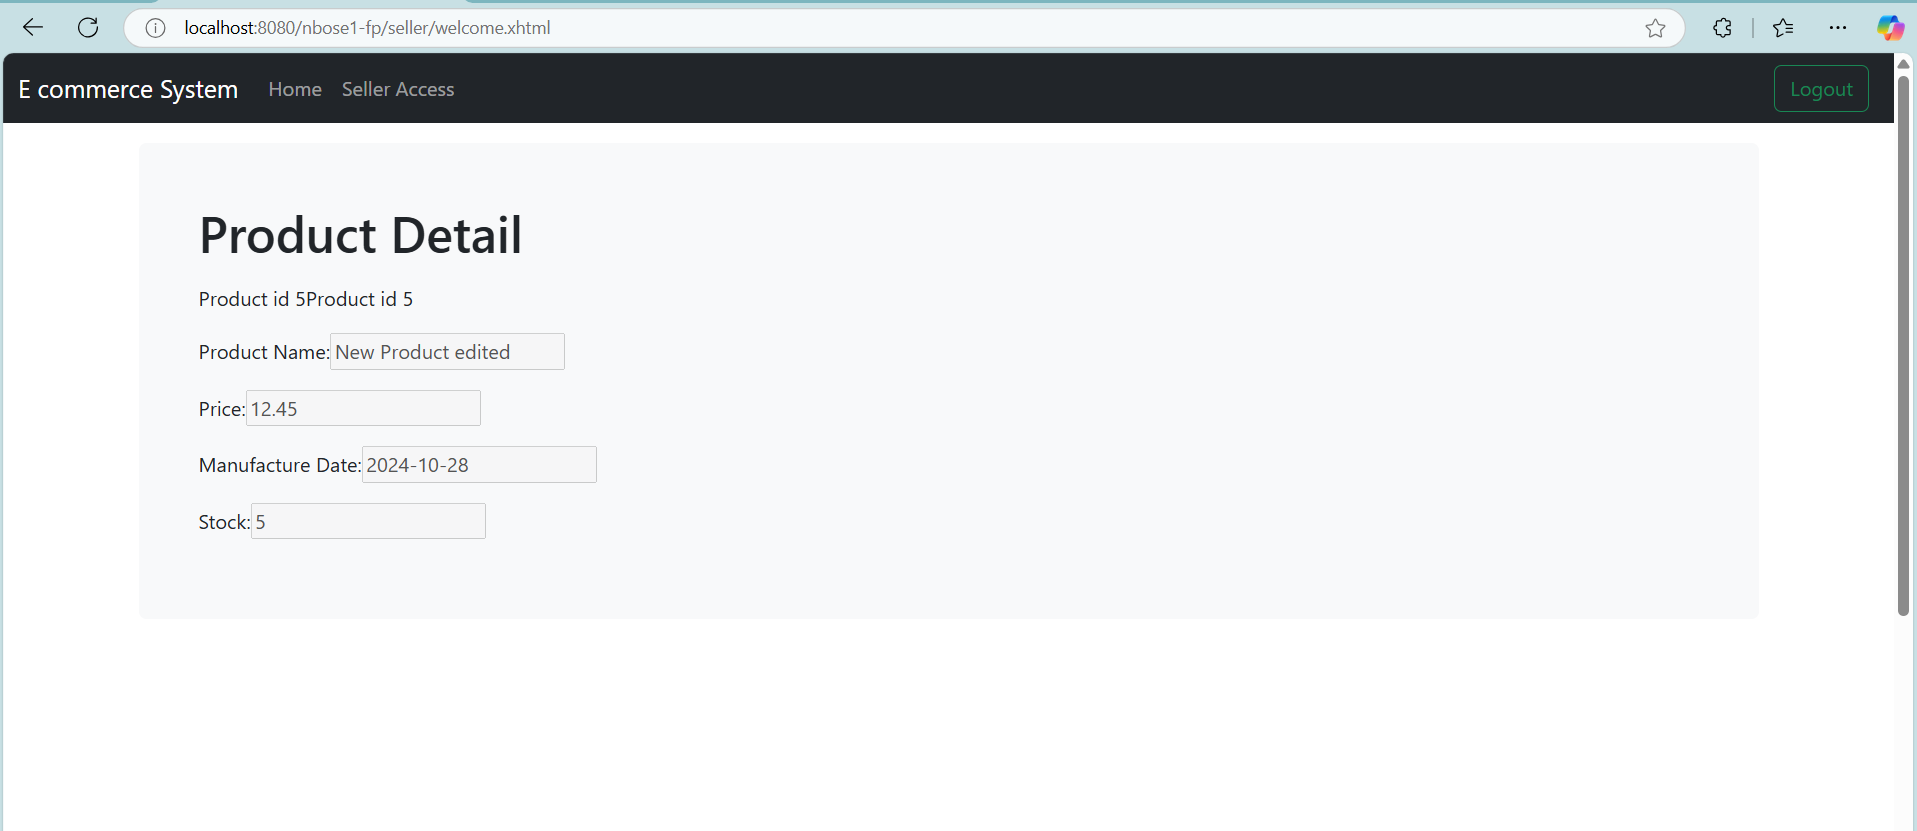 localhost:8080/nbose1-fp/seller/welcome.xhtml
E commerce System Home Seller Access Logout
Product Detail
Product id 5Product id 5
Product Name: New Product edited
Price: 12.45
Manufacture Date: 2024-10-28
Stock: 5